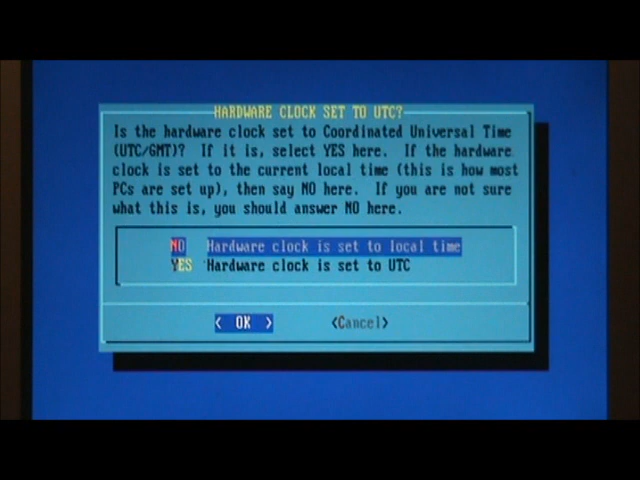 HARDWARE CLOCK SET TO UTC?
Is the hardware clock set to Coordinated Universal Time
(UTC/GMT)? If it is, select YES here. If the hardware
clock is set to the current local time (this is how most
PCs are set up), then say NO here. If you are not sure
what this is, you should answer NO here.
NO Hardware clock is set to local time
YES Hardware clock is set to UTC
< OK > <Cancel>